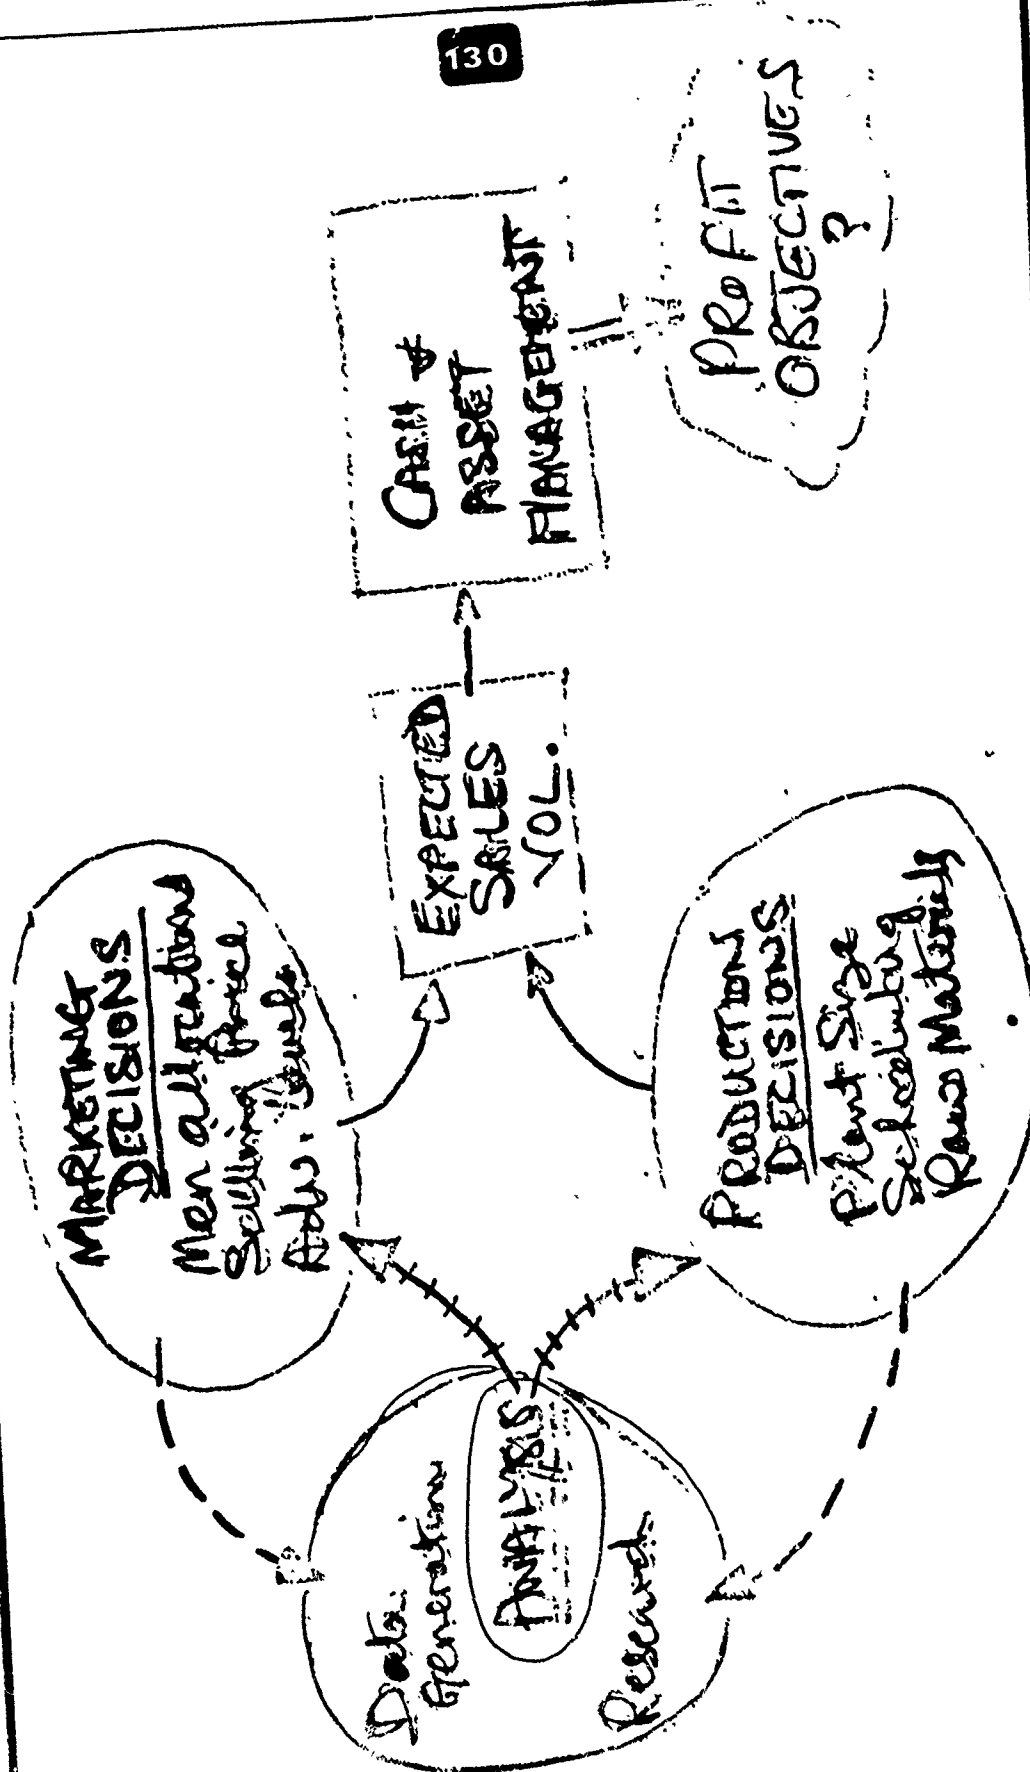 130
MARKETING
DECISIONS
Men allocations
Selling Force
Adv. levels
Data
Generation
ANALYSIS
Research
EXPECTED
SALES
VOL.
CASH &
ASSET
MANAGEMENT
PROFIT
OBJECTIVES
?
PRODUCTION
DECISIONS
Plant Size
Scheduling
Raw Materials